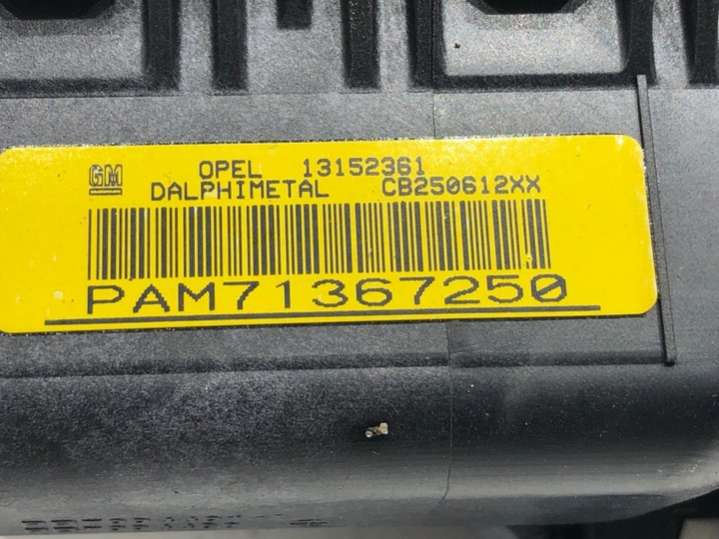 GM OPEL 13152361
DALPHIMETAL CB250612XX
PAM71367250